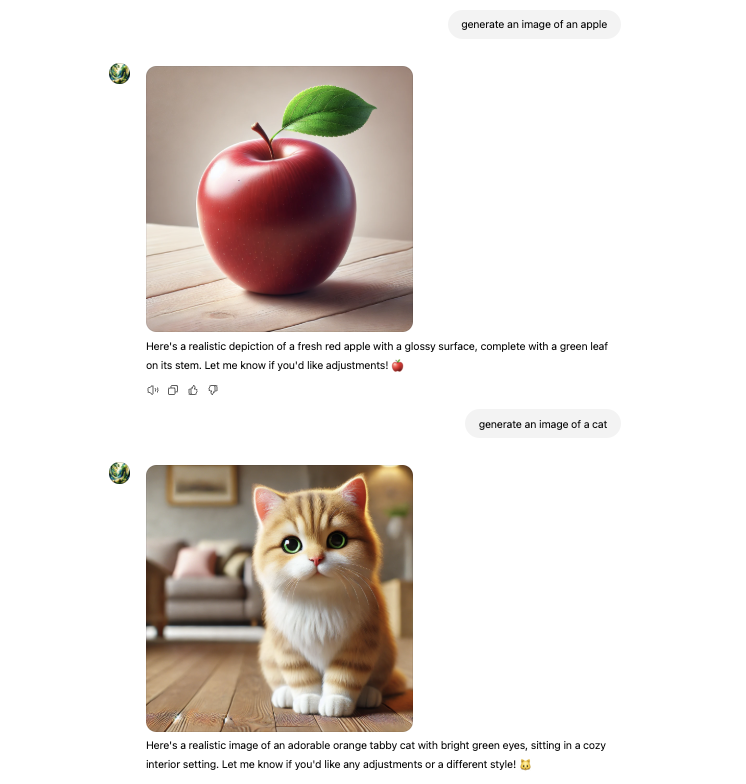 generate an image of an apple
Here's a realistic depiction of a fresh red apple with a glossy surface, complete with a green leaf
on its stem. Let me know if you'd like adjustments! 🍎
generate an image of a cat
Here's a realistic image of an adorable orange tabby cat with bright green eyes, sitting in a cozy
interior setting. Let me know if you'd like any adjustments or a different style! 🐱